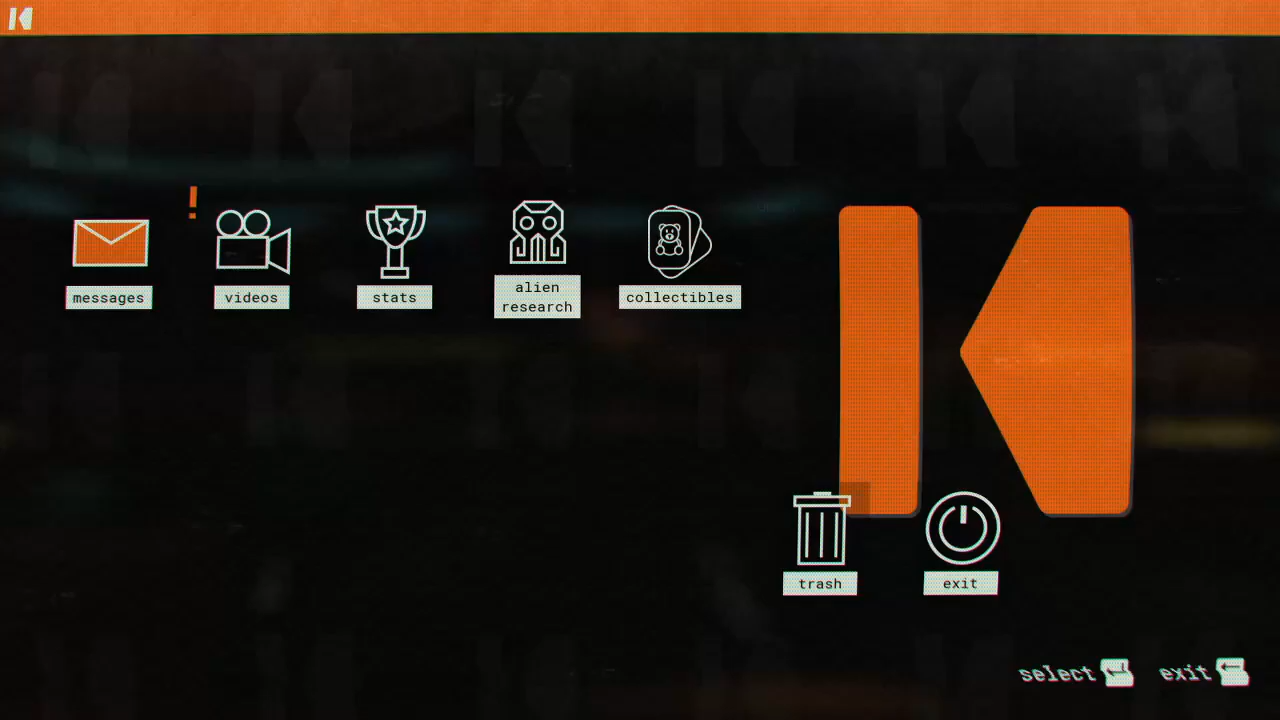 !
messages
videos
stats
alien
research
collectibles
trash
exit
select
exit